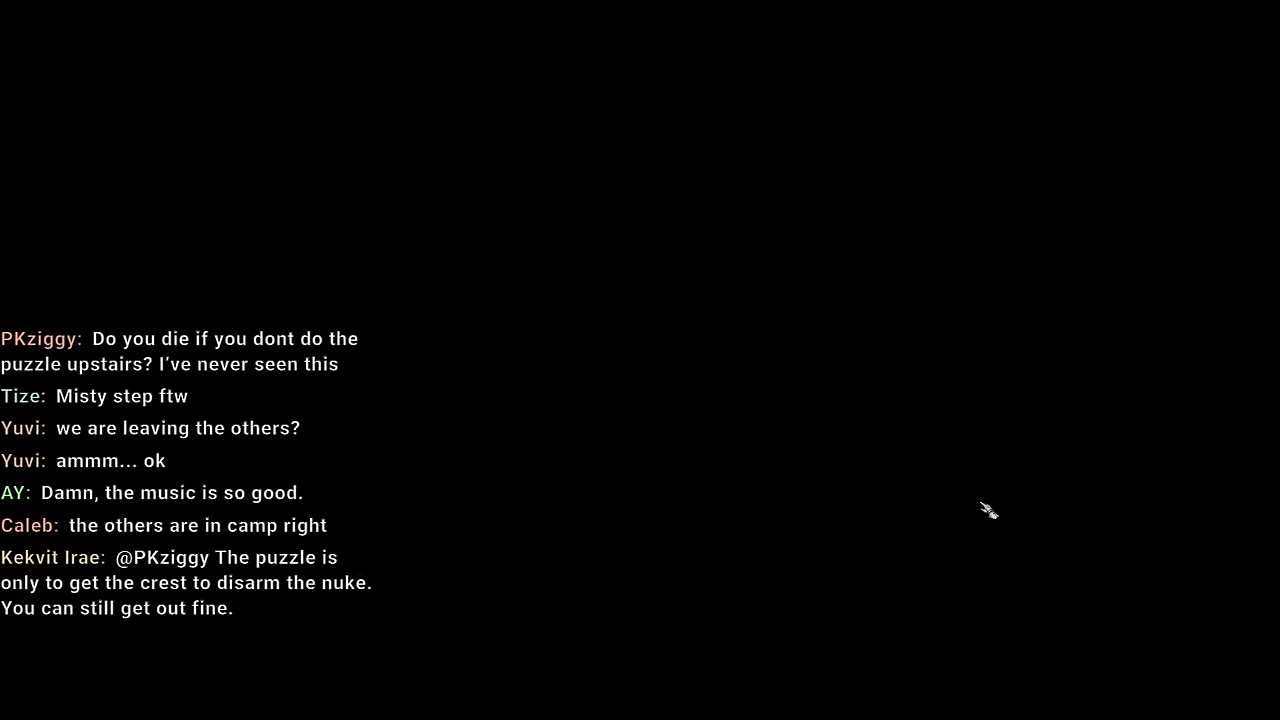 PKziggy: Do you die if you dont do the
puzzle upstairs? I've never seen this
Tize: Misty step ftw
Yuvi: we are leaving the others?
Yuvi: ammm... ok
AY: Damn, the music is so good.
Caleb: the others are in camp right
Kekvit Irae: @PKziggy The puzzle is
only to get the crest to disarm the nuke.
You can still get out fine.